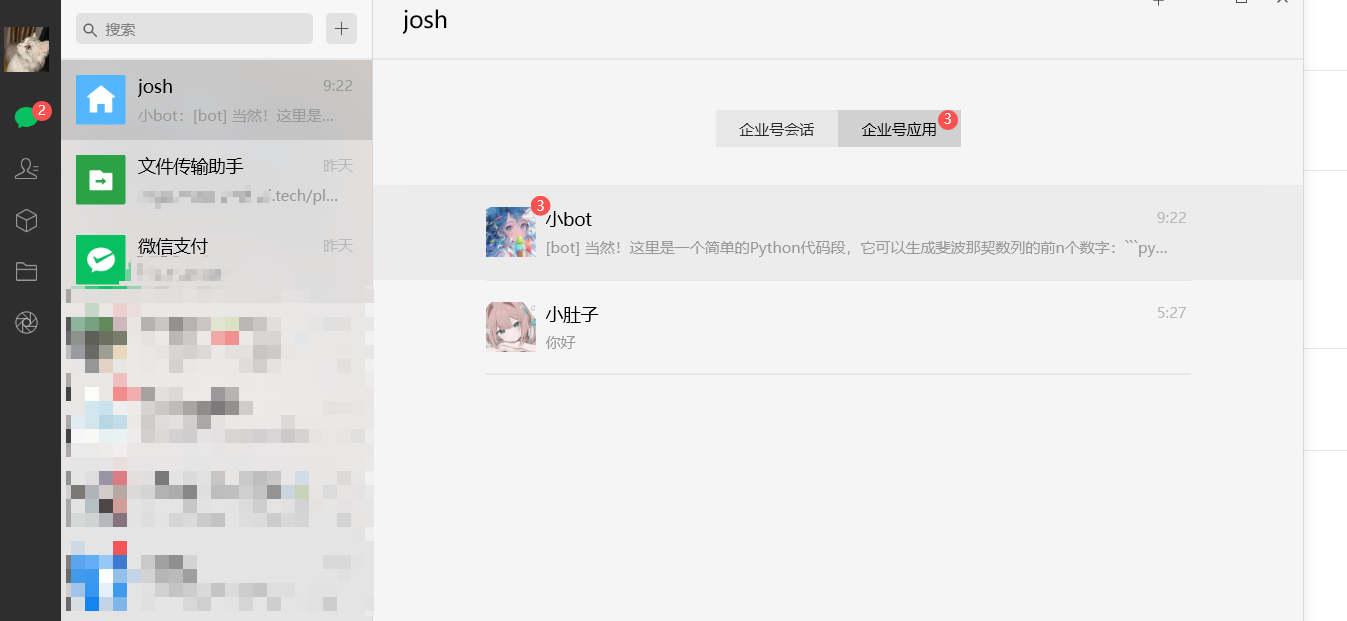 搜索
josh
2
josh
9:22
小bot：[bot] 当然！这里是...
文件传输助手
昨天
.tech/pl...
微信支付
昨天
企业号会话
企业号应用
3
3
小bot
9:22
[bot] 当然！这里是一个简单的Python代码段，它可以生成斐波那契数列的前n个数字：```py...
小肚子
5:27
你好